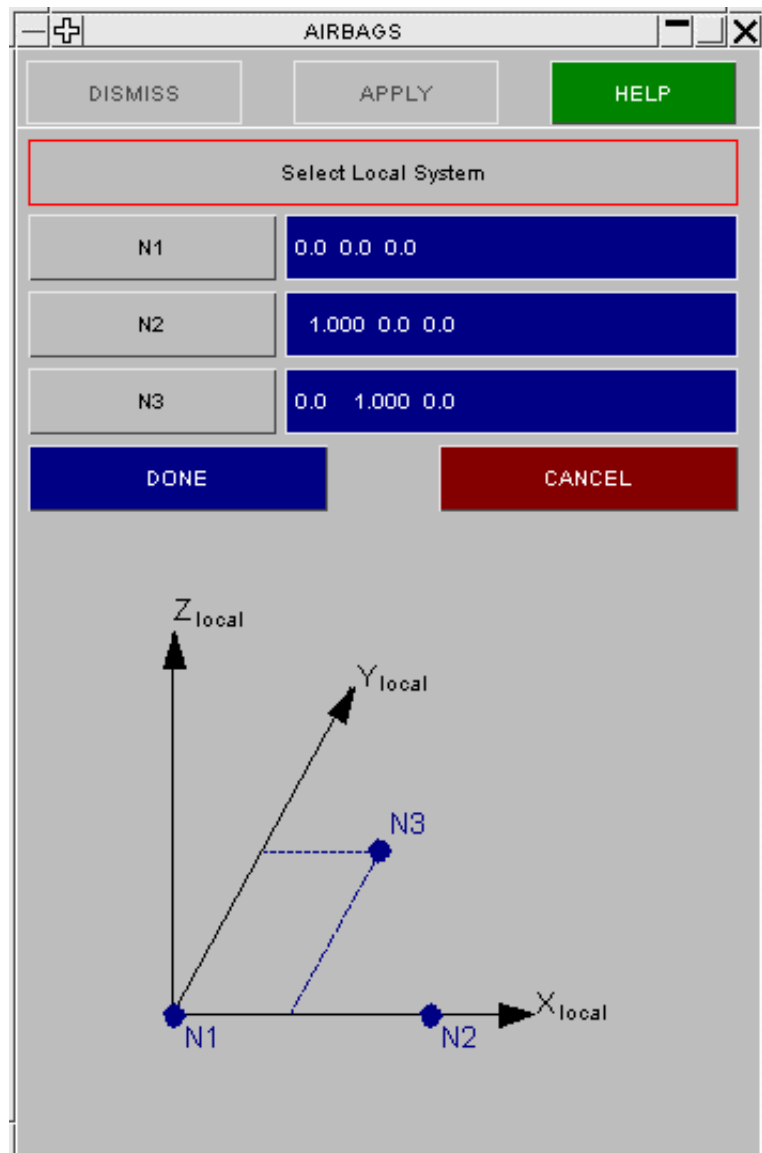 AIRBAGS
DISMISS APPLY HELP
Select Local System
N1 0.0 0.0 0.0
N2 1.000 0.0 0.0
N3 0.0 1.000 0.0
DONE CANCEL
Zlocal
Ylocal
N3
Xlocal
N1 N2